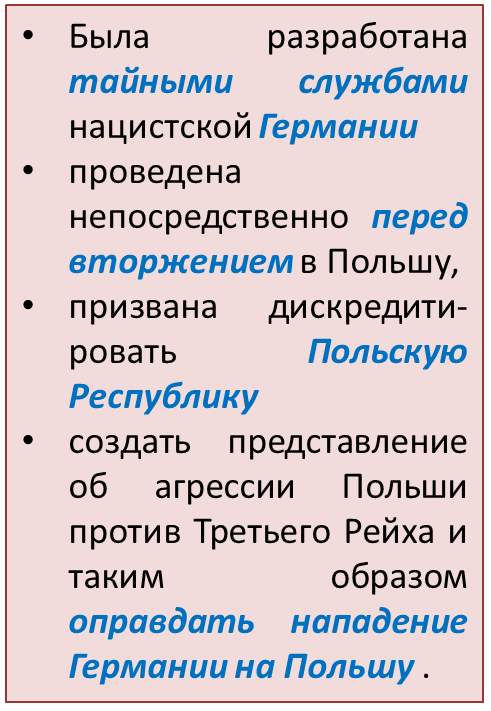 • Была разработана
тайными службами
нацистской Германии
• проведена
непосредственно перед
вторжением в Польшу,
• призвана дискредити-
ровать Польскую
Республику
• создать представление
об агрессии Польши
против Третьего Рейха и
таким образом
оправдать нападение
Германии на Польшу .